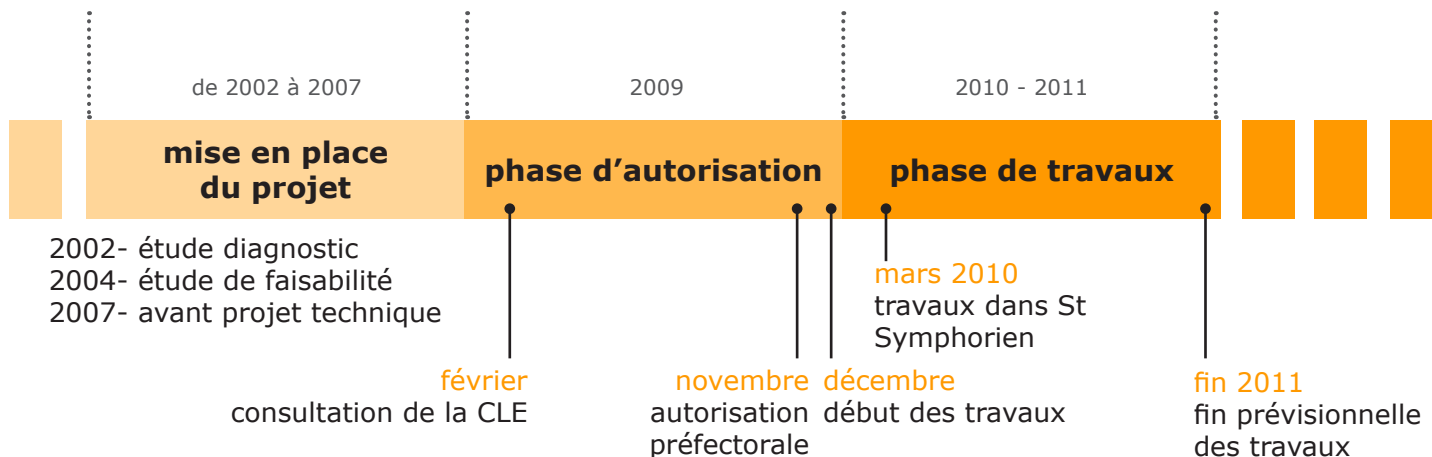 de 2002 à 2007
2009
2010 - 2011
mise en place
du projet
phase d'autorisation
phase de travaux
2002- étude diagnostic
2004- étude de faisabilité
2007- avant projet technique
février
consultation de la CLE
novembre
autorisation
préfectorale
décembre
début des travaux
mars 2010
travaux dans St
Symphorien
fin 2011
fin prévisionnelle
des travaux